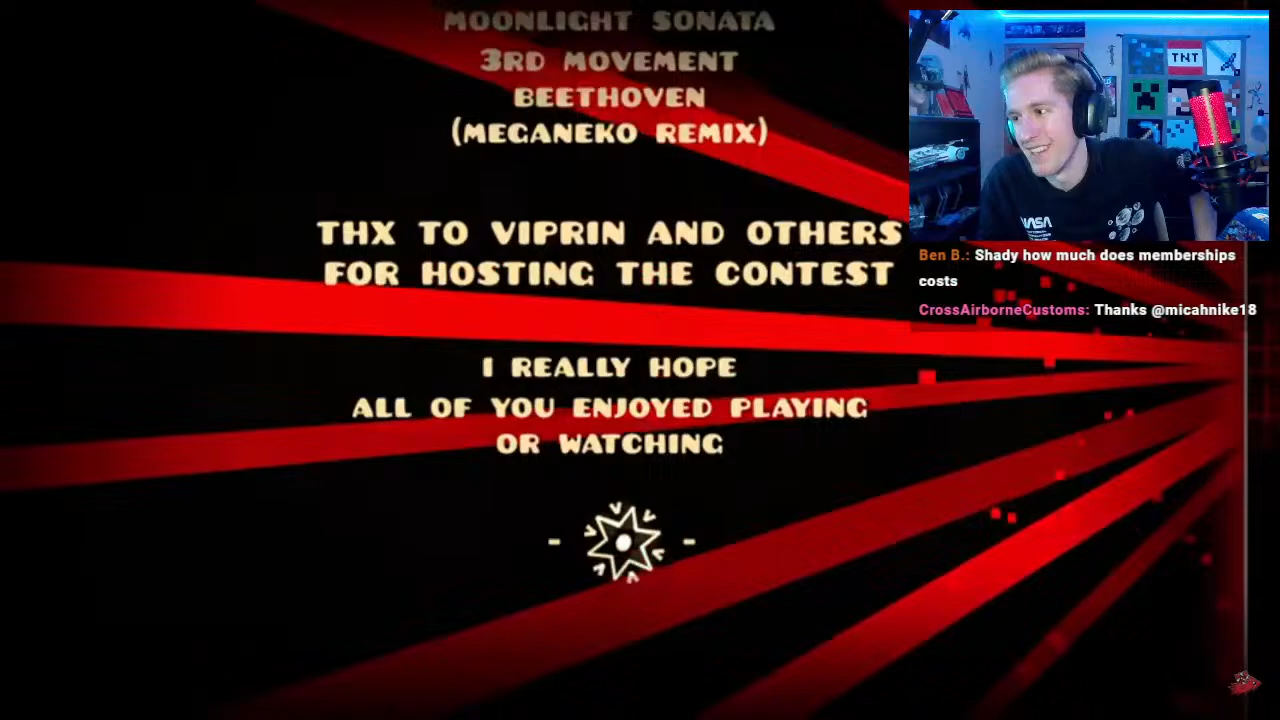 MOONLIGHT SONATA
3RD MOVEMENT
BEETHOVEN
(MEGANEKO REMIX)
THX TO VIPRIN AND OTHERS
FOR HOSTING THE CONTEST
I REALLY HOPE
ALL OF YOU ENJOYED PLAYING
OR WATCHING
TNT
NASA
Ben B.: Shady how much does memberships
costs
CrossAirborneCustoms: Thanks @micahnike18